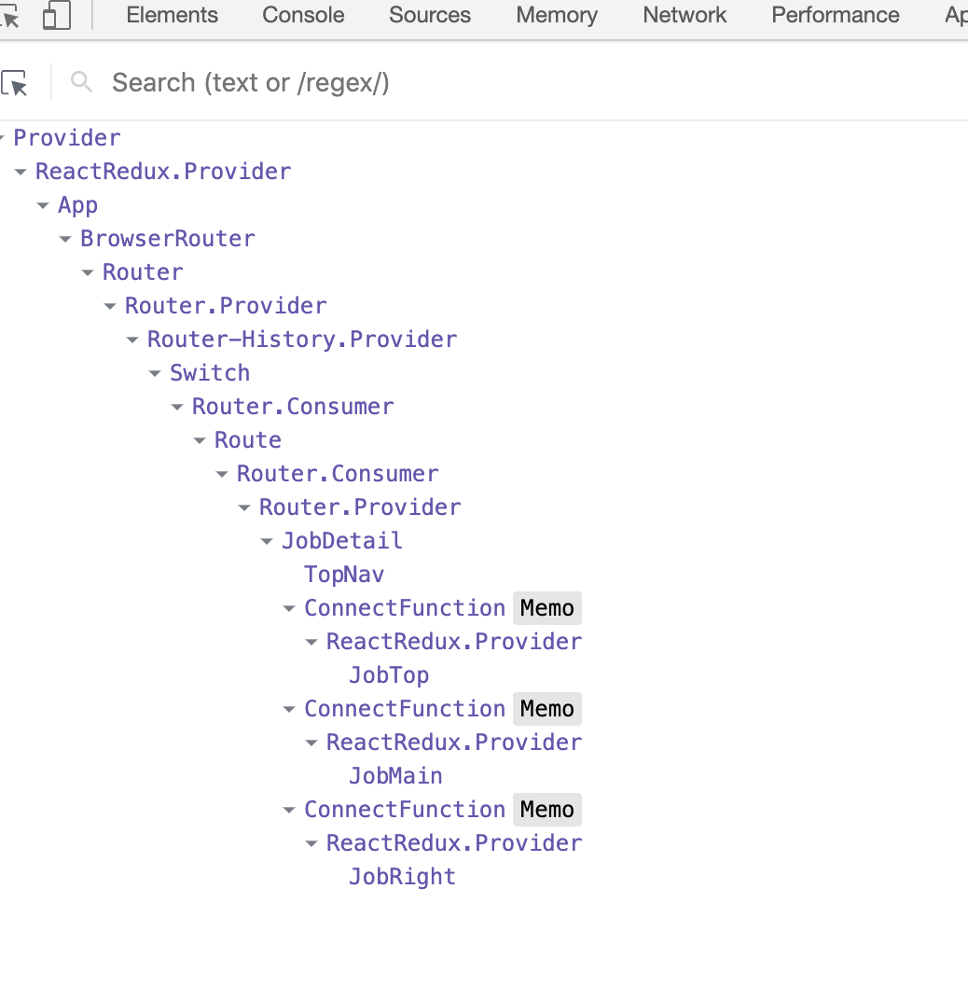 Elements Console Sources Memory Network Performance Ap
Search (text or /regex/)
Provider
ReactRedux.Provider
App
BrowserRouter
Router
Router.Provider
Router-History.Provider
Switch
Router.Consumer
Route
Router.Consumer
Router.Provider
JobDetail
TopNav
ConnectFunction Memo
ReactRedux.Provider
JobTop
ConnectFunction Memo
ReactRedux.Provider
JobMain
ConnectFunction Memo
ReactRedux.Provider
JobRight